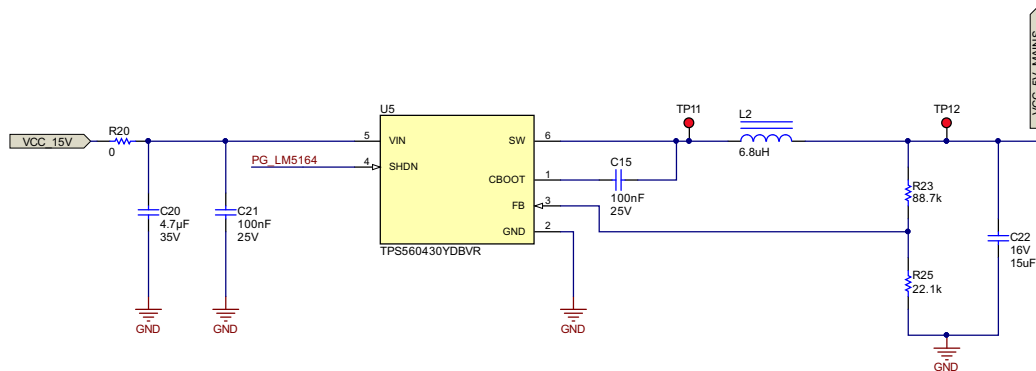 VCC_5V_MAINS
U5
TP11
L2
TP12
R20
VCC_15V
0
5
VIN
SW
6
6.8uH
PG_LM5164
4
SHDN
C15
CBOOT
1
100nF
25V
R23
88.7k
FB
3
C20
4.7µF
35V
C21
100nF
25V
GND
2
C22
16V
15uF
TPS560430YDBVR
R25
22.1k
GND
GND
GND
GND